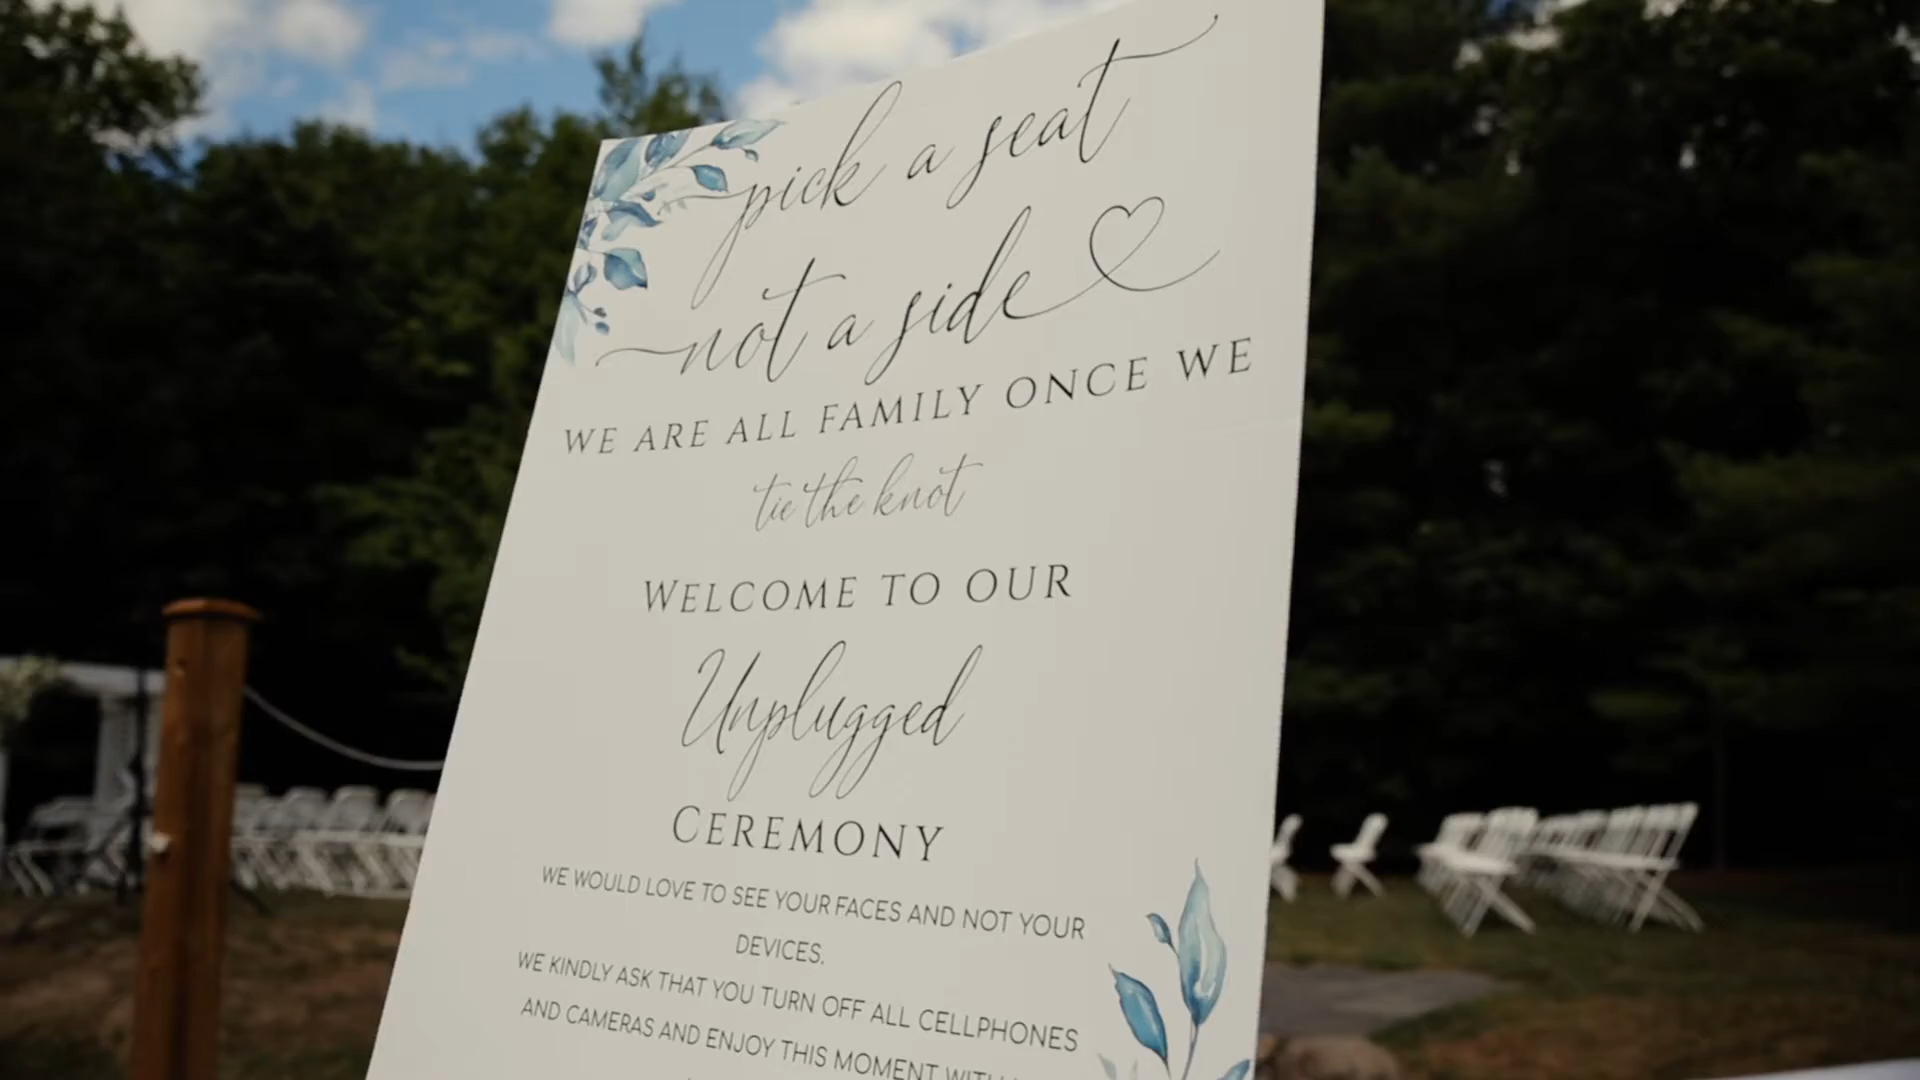 pick a seat
not a side
WE ARE ALL FAMILY ONCE WE
tie the knot
WELCOME TO OUR
Unplugged
CEREMONY
WE WOULD LOVE TO SEE YOUR FACES AND NOT YOUR
DEVICES.
WE KINDLY ASK THAT YOU TURN OFF ALL CELLPHONES
AND CAMERAS AND ENJOY THIS MOMENT WITH